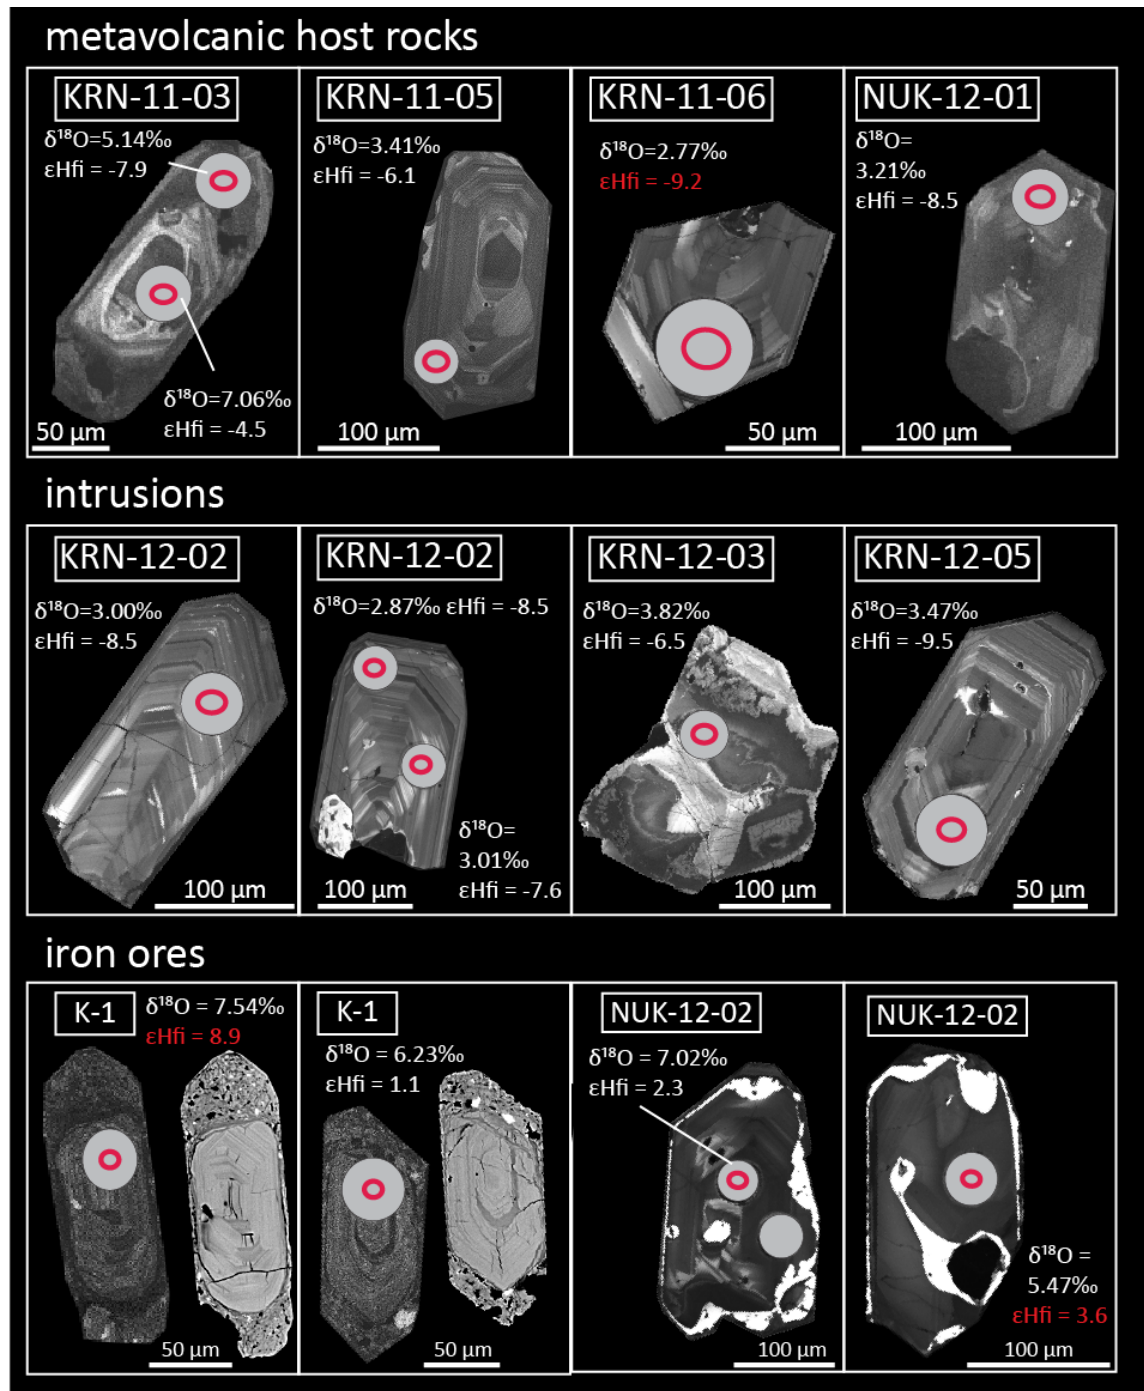 metavolcanic host rocks
KRN-11-03
δ¹⁸O=5.14‰
εHfi = -7.9
δ¹⁸O=7.06‰
εHfi = -4.5
50 µm
KRN-11-05
δ¹⁸O=3.41‰
εHfi = -6.1
100 µm
KRN-11-06
δ¹⁸O=2.77‰
εHfi = -9.2
50 µm
NUK-12-01
δ¹⁸O=
3.21‰
εHfi = -8.5
100 µm
intrusions
KRN-12-02
δ¹⁸O=3.00‰
εHfi = -8.5
100 µm
KRN-12-02
δ¹⁸O=2.87‰ εHfi = -8.5
δ¹⁸O=
3.01‰
εHfi = -7.6
100 µm
KRN-12-03
δ¹⁸O=3.82‰
εHfi = -6.5
100 µm
KRN-12-05
δ¹⁸O=3.47‰
εHfi = -9.5
50 µm
iron ores
K-1
δ¹⁸O = 7.54‰
εHfi = 8.9
50 µm
K-1
δ¹⁸O = 6.23‰
εHfi = 1.1
50 µm
NUK-12-02
δ¹⁸O = 7.02‰
εHfi = 2.3
100 µm
NUK-12-02
δ¹⁸O =
5.47‰
εHfi = 3.6
100 µm